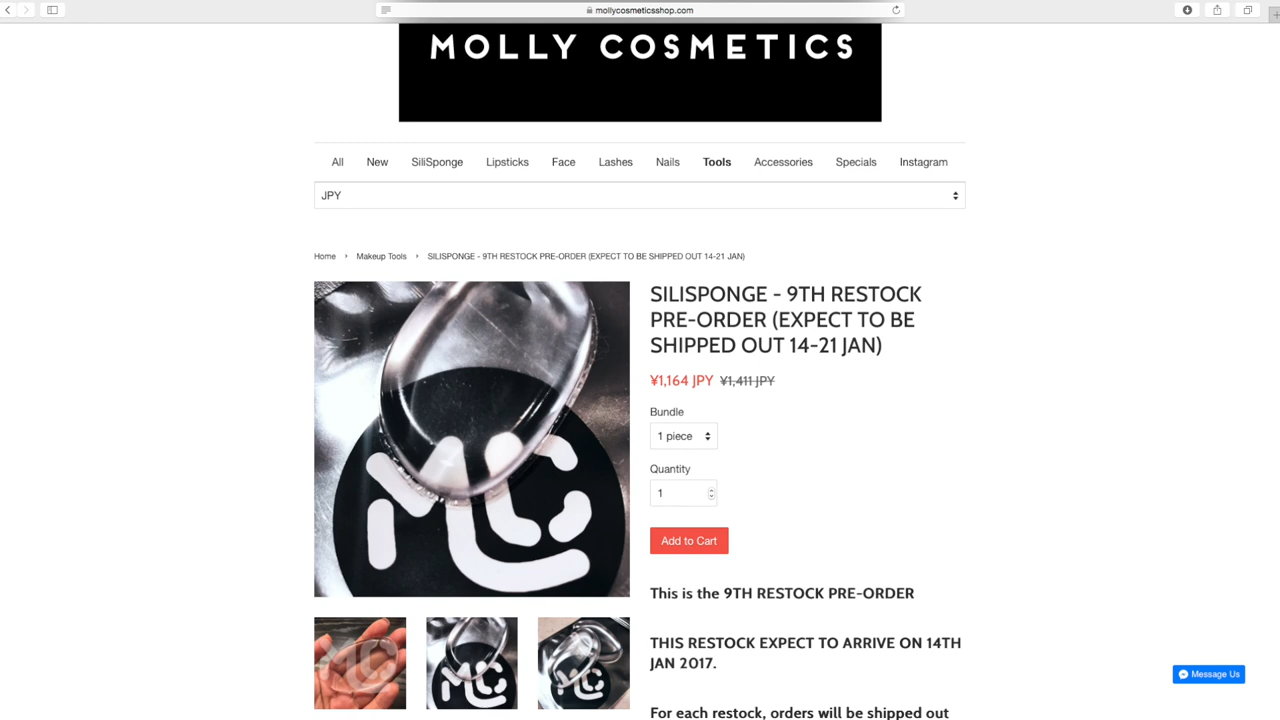 mollycosmeticsshop.com
MOLLY COSMETICS
All New SiliSponge Lipsticks Face Lashes Nails Tools Accessories Specials Instagram
JPY
Home › Makeup Tools › SILISPONGE - 9TH RESTOCK PRE-ORDER (EXPECT TO BE SHIPPED OUT 14-21 JAN)
SILISPONGE - 9TH RESTOCK
PRE-ORDER (EXPECT TO BE
SHIPPED OUT 14-21 JAN)
¥1,164 JPY ¥1,411 JPY
Bundle
1 piece
Quantity
1
Add to Cart
This is the 9TH RESTOCK PRE-ORDER
THIS RESTOCK EXPECT TO ARRIVE ON 14TH
JAN 2017.
For each restock, orders will be shipped out
MC
MC
MC
MC
Message Us